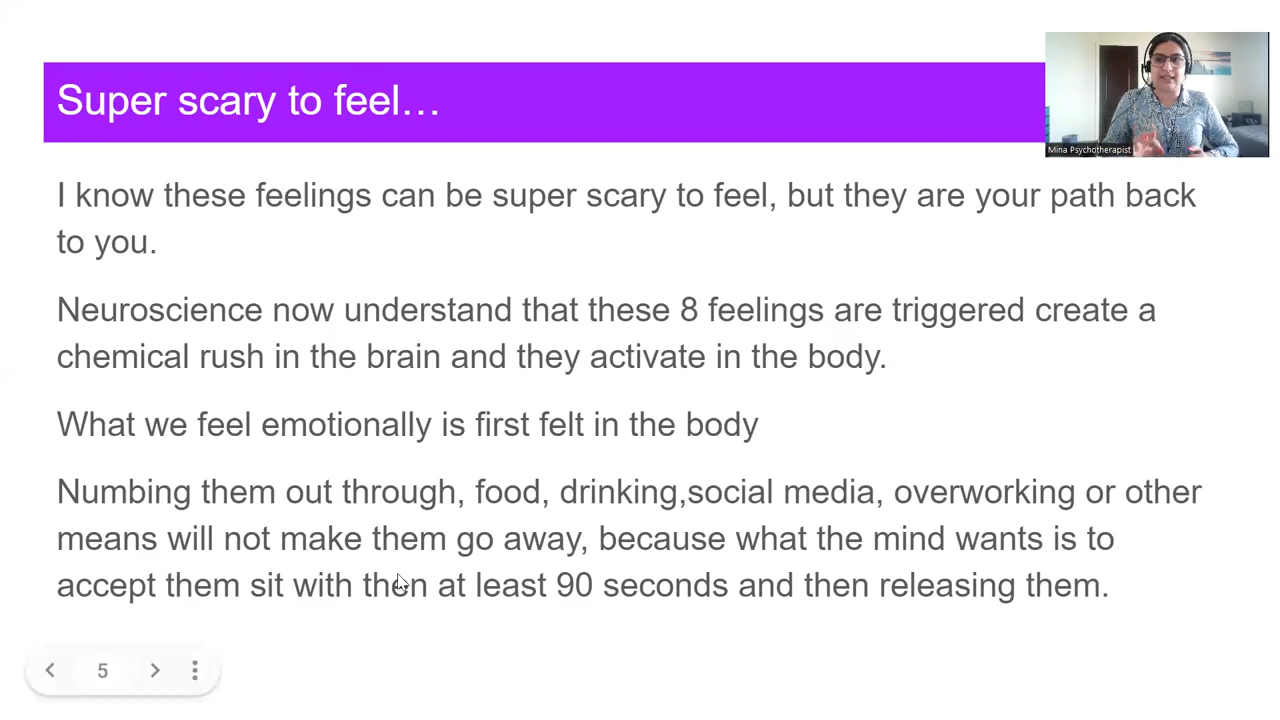 Super scary to feel…
Mina Psychotherapist
I know these feelings can be super scary to feel, but they are your path back
to you.
Neuroscience now understand that these 8 feelings are triggered create a
chemical rush in the brain and they activate in the body.
What we feel emotionally is first felt in the body
Numbing them out through, food, drinking,social media, overworking or other
means will not make them go away, because what the mind wants is to
accept them sit with then at least 90 seconds and then releasing them.
5